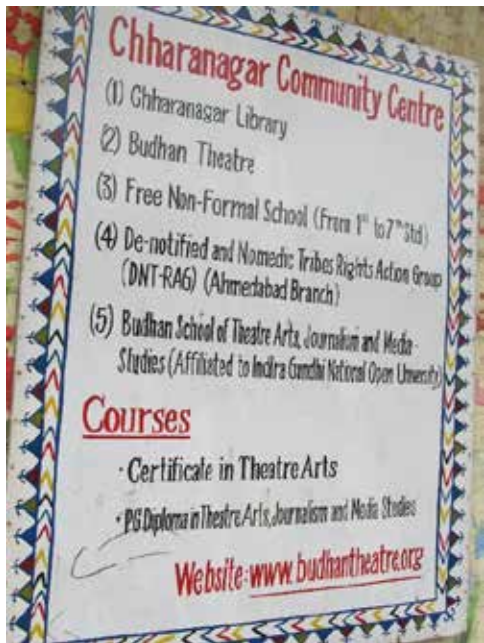 Chharanagar Community Centre
(1) Chharanagar Library
(2) Budhan Theatre
(3) Free Non-Formal School (From 1st to 7th Std)
(4) De-notified and Nomedic Tribes Rights Action Group
(DNT-RAG) (Ahmedabad Branch)
(5) Budhan School of Theatre Arts, Journalism and Media
Studies (Affiliated to Indira Gandhi National Open University)
Courses
· Certificate in Theatre Arts
· PG Diploma in Theatre Arts, Journalism and Media Studies
Website: www.budhantheatre.org